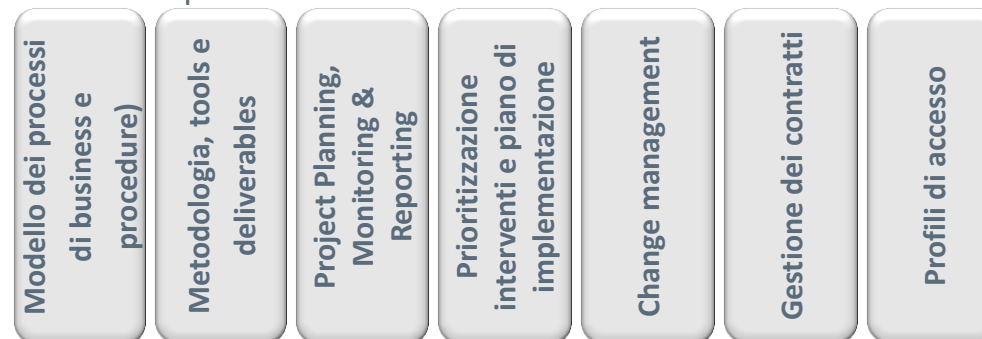 Modello dei processi
di business e
procedure)
Metodologia, tools e
deliverables
Project Planning,
Monitoring &
Reporting
Prioritizzazione
interventi e piano di
implementazione
Change management
Gestione dei contratti
Profili di accesso